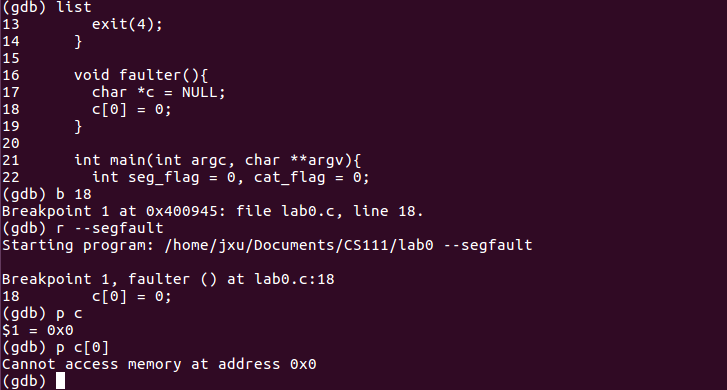 (gdb) list
13        exit(4);
14      }
15
16      void faulter(){
17        char *c = NULL;
18        c[0] = 0;
19      }
20
21      int main(int argc, char **argv){
22        int seg_flag = 0, cat_flag = 0;
(gdb) b 18
Breakpoint 1 at 0x400945: file lab0.c, line 18.
(gdb) r --segfault
Starting program: /home/jxu/Documents/CS111/lab0 --segfault

Breakpoint 1, faulter () at lab0.c:18
18        c[0] = 0;
(gdb) p c
$1 = 0x0
(gdb) p c[0]
Cannot access memory at address 0x0
(gdb)